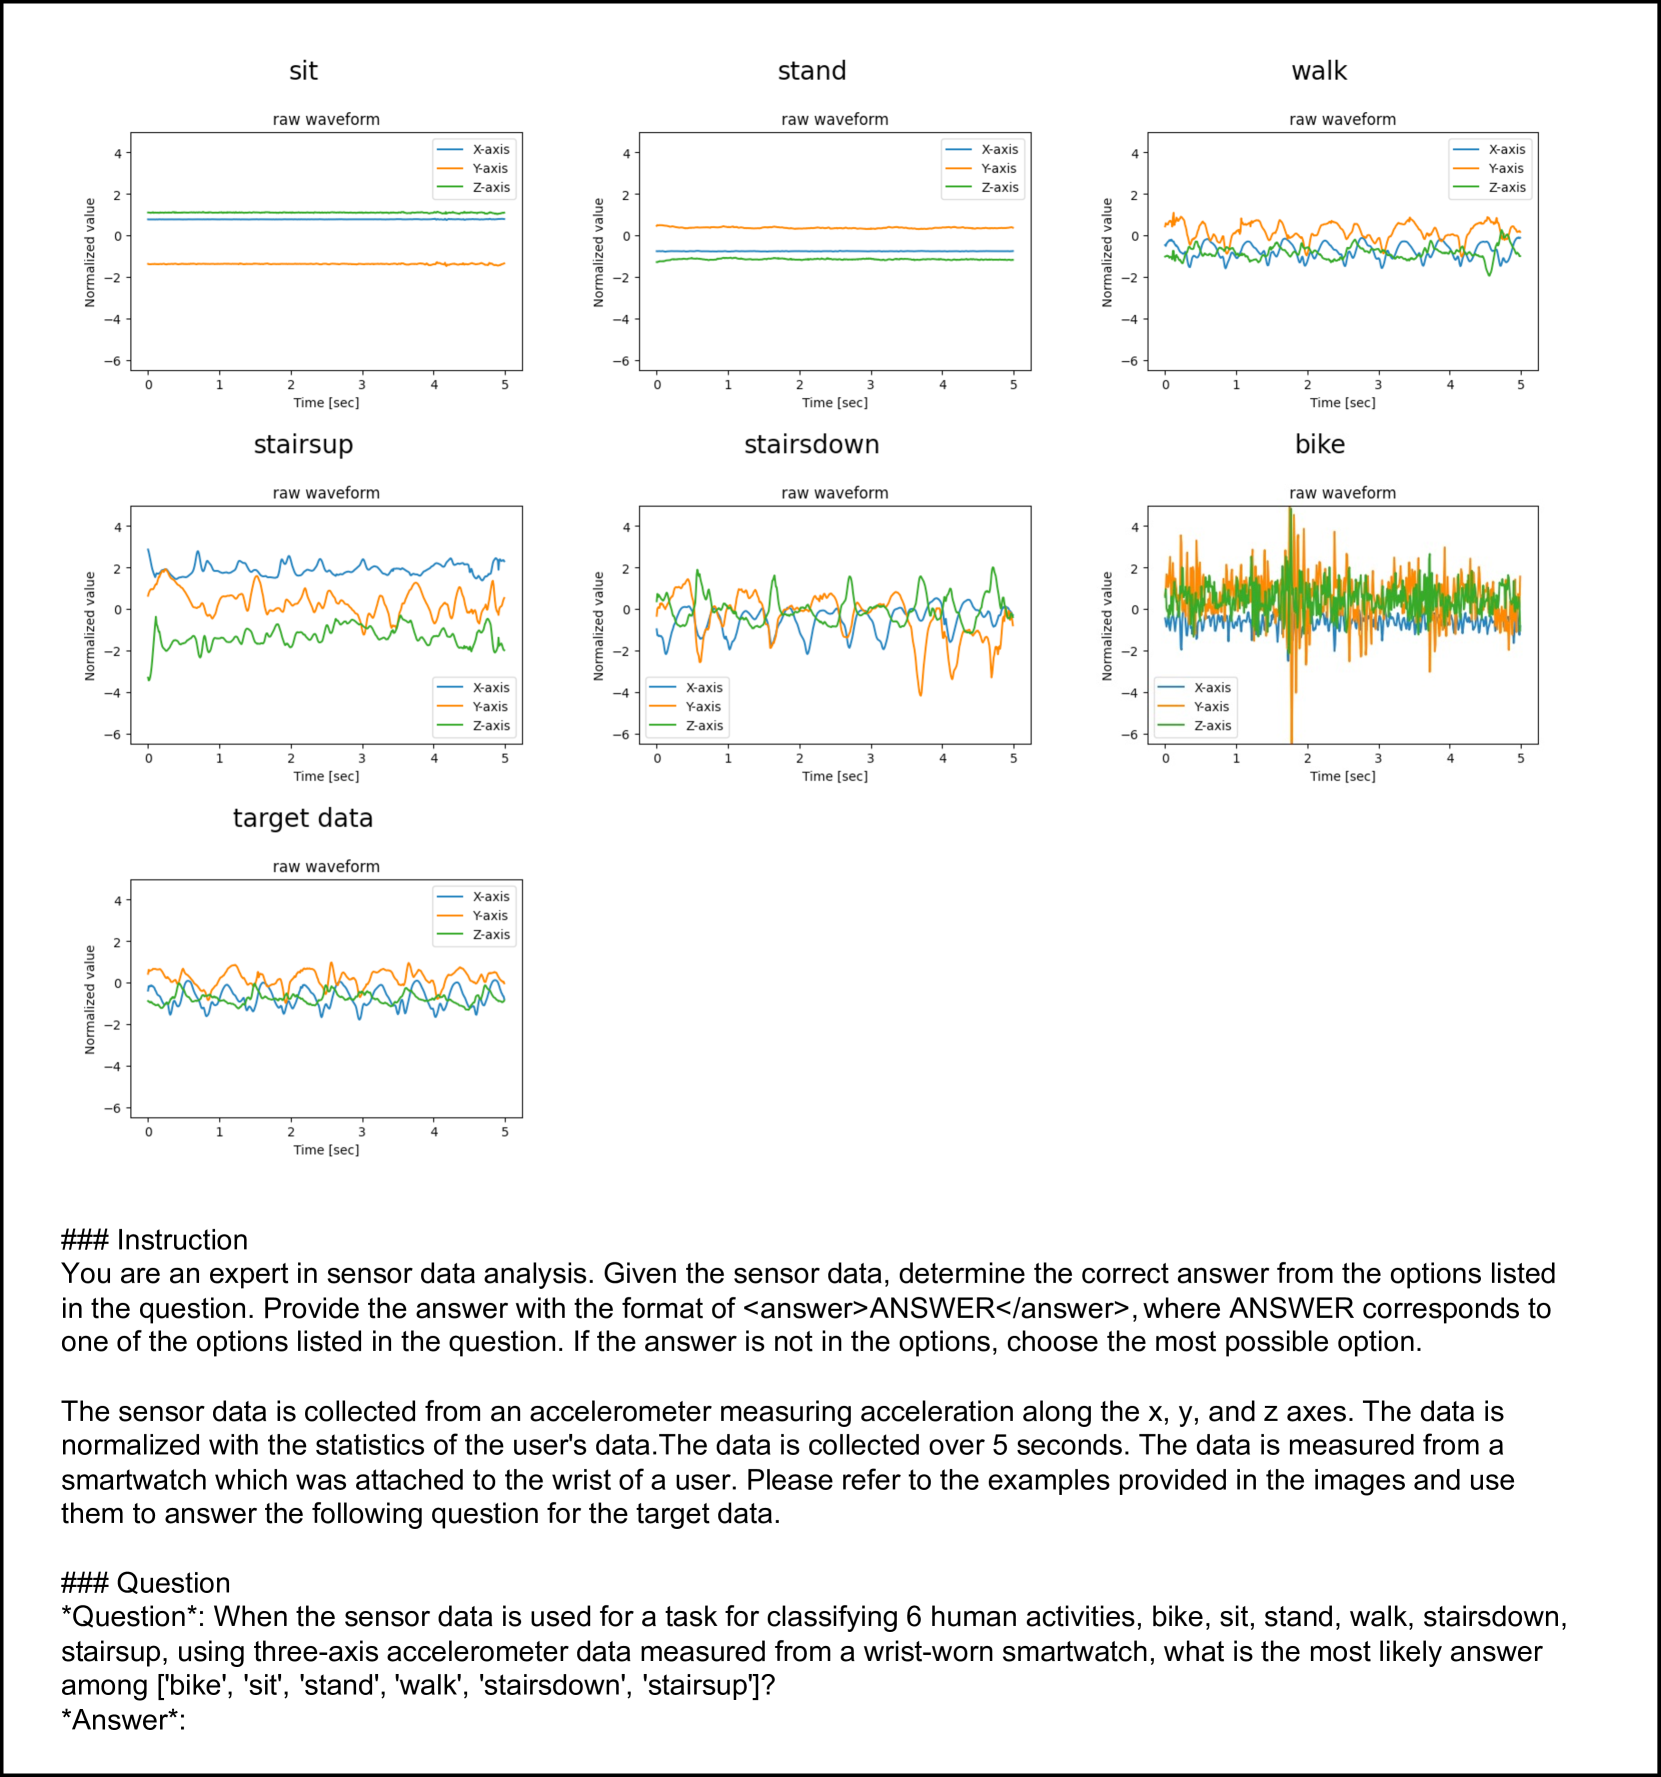 sit
stand
walk
raw waveform
raw waveform
raw waveform
X-axis
Y-axis
Z-axis
X-axis
Y-axis
Z-axis
X-axis
Y-axis
Z-axis
Normalized value
Normalized value
Normalized value
4
2
0
−2
−4
−6
4
2
0
−2
−4
−6
4
2
0
−2
−4
−6
0 1 2 3 4 5
0 1 2 3 4 5
0 1 2 3 4 5
Time [sec]
Time [sec]
Time [sec]
stairsup
stairsdown
bike
raw waveform
raw waveform
raw waveform
Normalized value
Normalized value
Normalized value
4
2
0
−2
−4
−6
4
2
0
−2
−4
−6
4
2
0
−2
−4
−6
X-axis
Y-axis
Z-axis
X-axis
Y-axis
Z-axis
X-axis
Y-axis
Z-axis
0 1 2 3 4 5
0 1 2 3 4 5
0 1 2 3 4 5
Time [sec]
Time [sec]
Time [sec]
target data
raw waveform
X-axis
Y-axis
Z-axis
Normalized value
4
2
0
−2
−4
−6
0 1 2 3 4 5
Time [sec]
### Instruction
You are an expert in sensor data analysis. Given the sensor data, determine the correct answer from the options listed
in the question. Provide the answer with the format of <answer>ANSWER</answer>, where ANSWER corresponds to
one of the options listed in the question. If the answer is not in the options, choose the most possible option.
The sensor data is collected from an accelerometer measuring acceleration along the x, y, and z axes. The data is
normalized with the statistics of the user's data.The data is collected over 5 seconds. The data is measured from a
smartwatch which was attached to the wrist of a user. Please refer to the examples provided in the images and use
them to answer the following question for the target data.
### Question
*Question*: When the sensor data is used for a task for classifying 6 human activities, bike, sit, stand, walk, stairsdown,
stairsup, using three-axis accelerometer data measured from a wrist-worn smartwatch, what is the most likely answer
among ['bike', 'sit', 'stand', 'walk', 'stairsdown', 'stairsup']?
*Answer*: